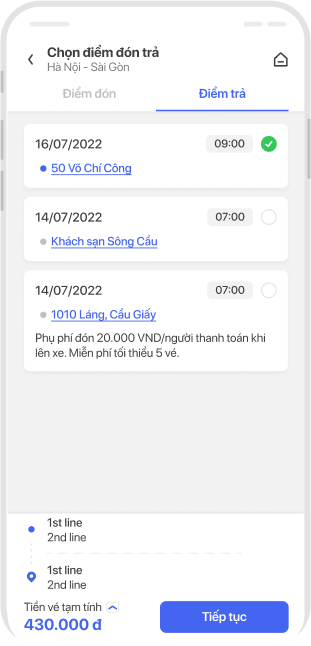 Chọn điểm đón trả
Hà Nội - Sài Gòn
Điểm đón
Điểm trả
16/07/2022
09:00
50 Võ Chí Công
14/07/2022
07:00
Khách sạn Sông Cầu
14/07/2022
07:00
1010 Láng, Cầu Giấy
Phụ phí đón 20.000 VND/người thanh toán khi
lên xe. Miễn phí tối thiểu 5 vé.
1st line
2nd line
1st line
2nd line
Tiền vé tạm tính
430.000 đ
Tiếp tục